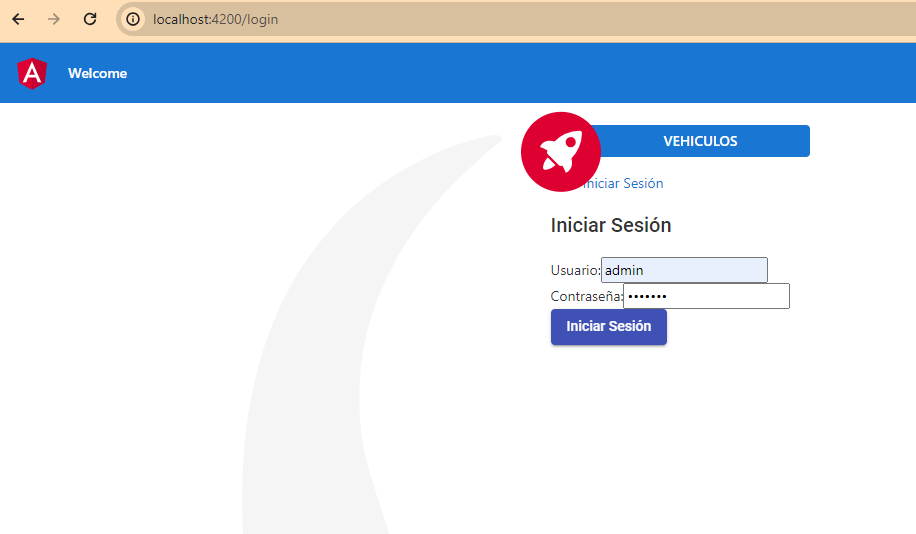 localhost:4200/login
Welcome
VEHICULOS
Iniciar Sesión
Iniciar Sesión
Usuario: admin
Contraseña: •••••••
Iniciar Sesión